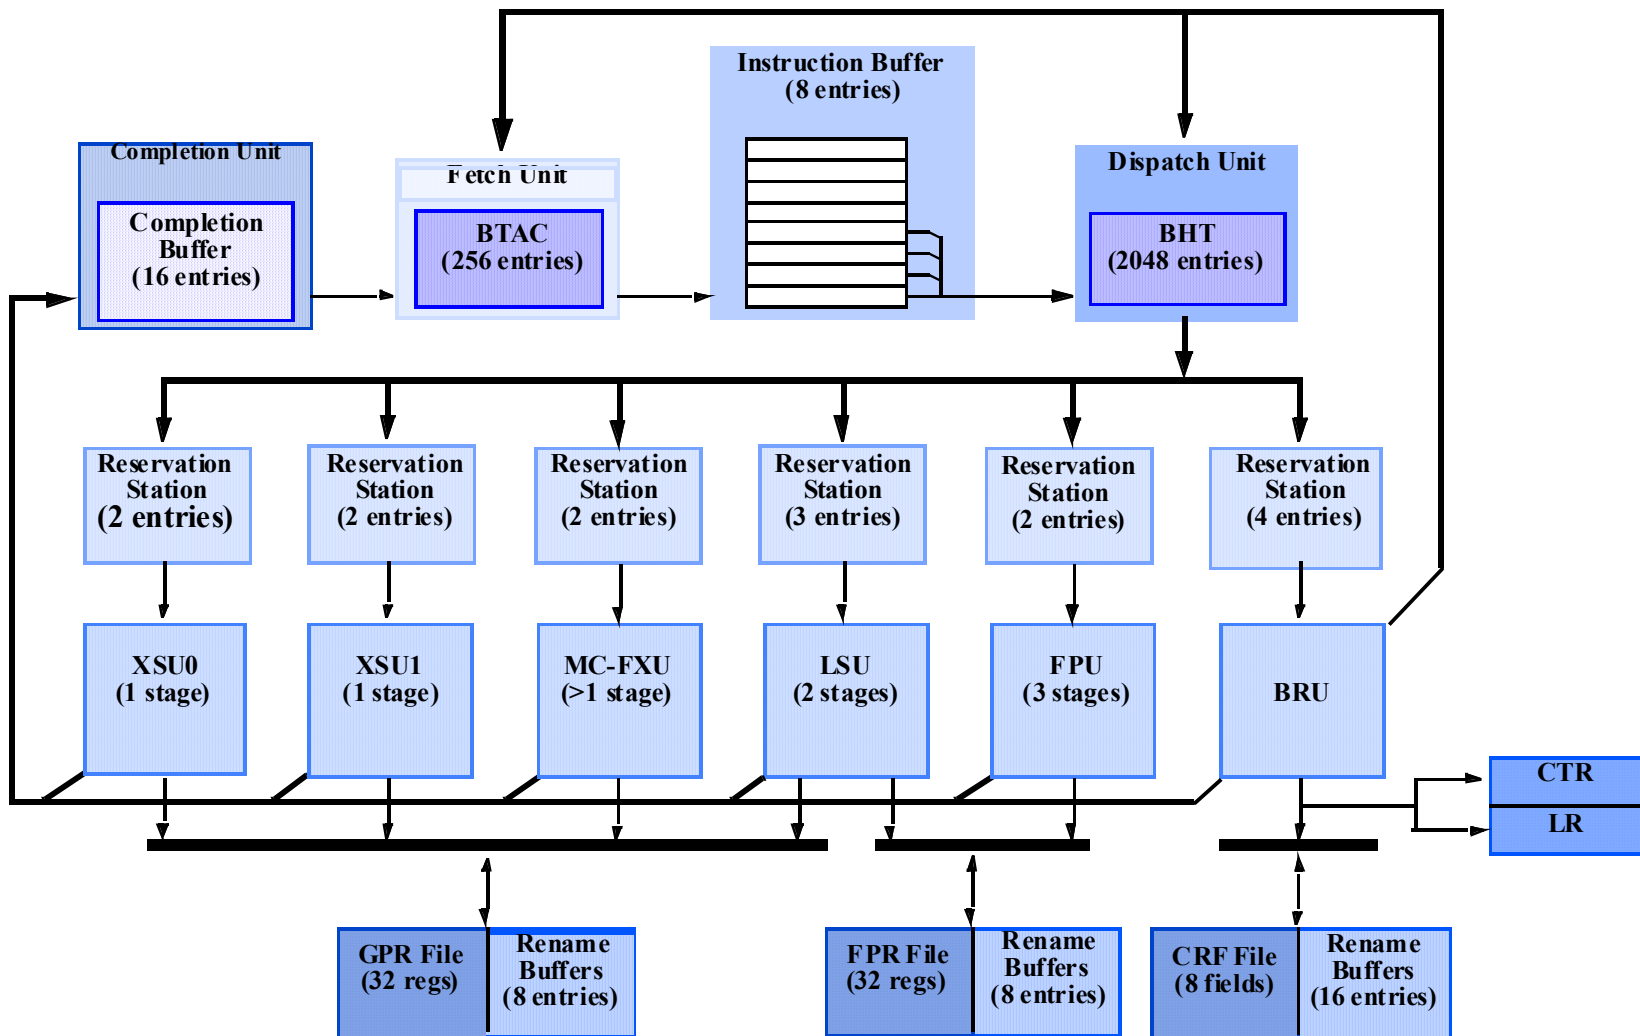 Instruction Buffer
(8 entries)
Completion Unit
Completion
Buffer
(16 entries)
Fetch Unit
BTAC
(256 entries)
Dispatch Unit
BHT
(2048 entries)
Reservation
Station
(2 entries)
Reservation
Station
(2 entries)
Reservation
Station
(2 entries)
Reservation
Station
(3 entries)
Reservation
Station
(2 entries)
Reservation
Station
(4 entries)
XSU0
(1 stage)
XSU1
(1 stage)
MC-FXU
(>1 stage)
LSU
(2 stages)
FPU
(3 stages)
BRU
CTR
LR
GPR File
(32 regs)
Rename
Buffers
(8 entries)
FPR File
(32 regs)
Rename
Buffers
(8 entries)
CRF File
(8 fields)
Rename
Buffers
(16 entries)